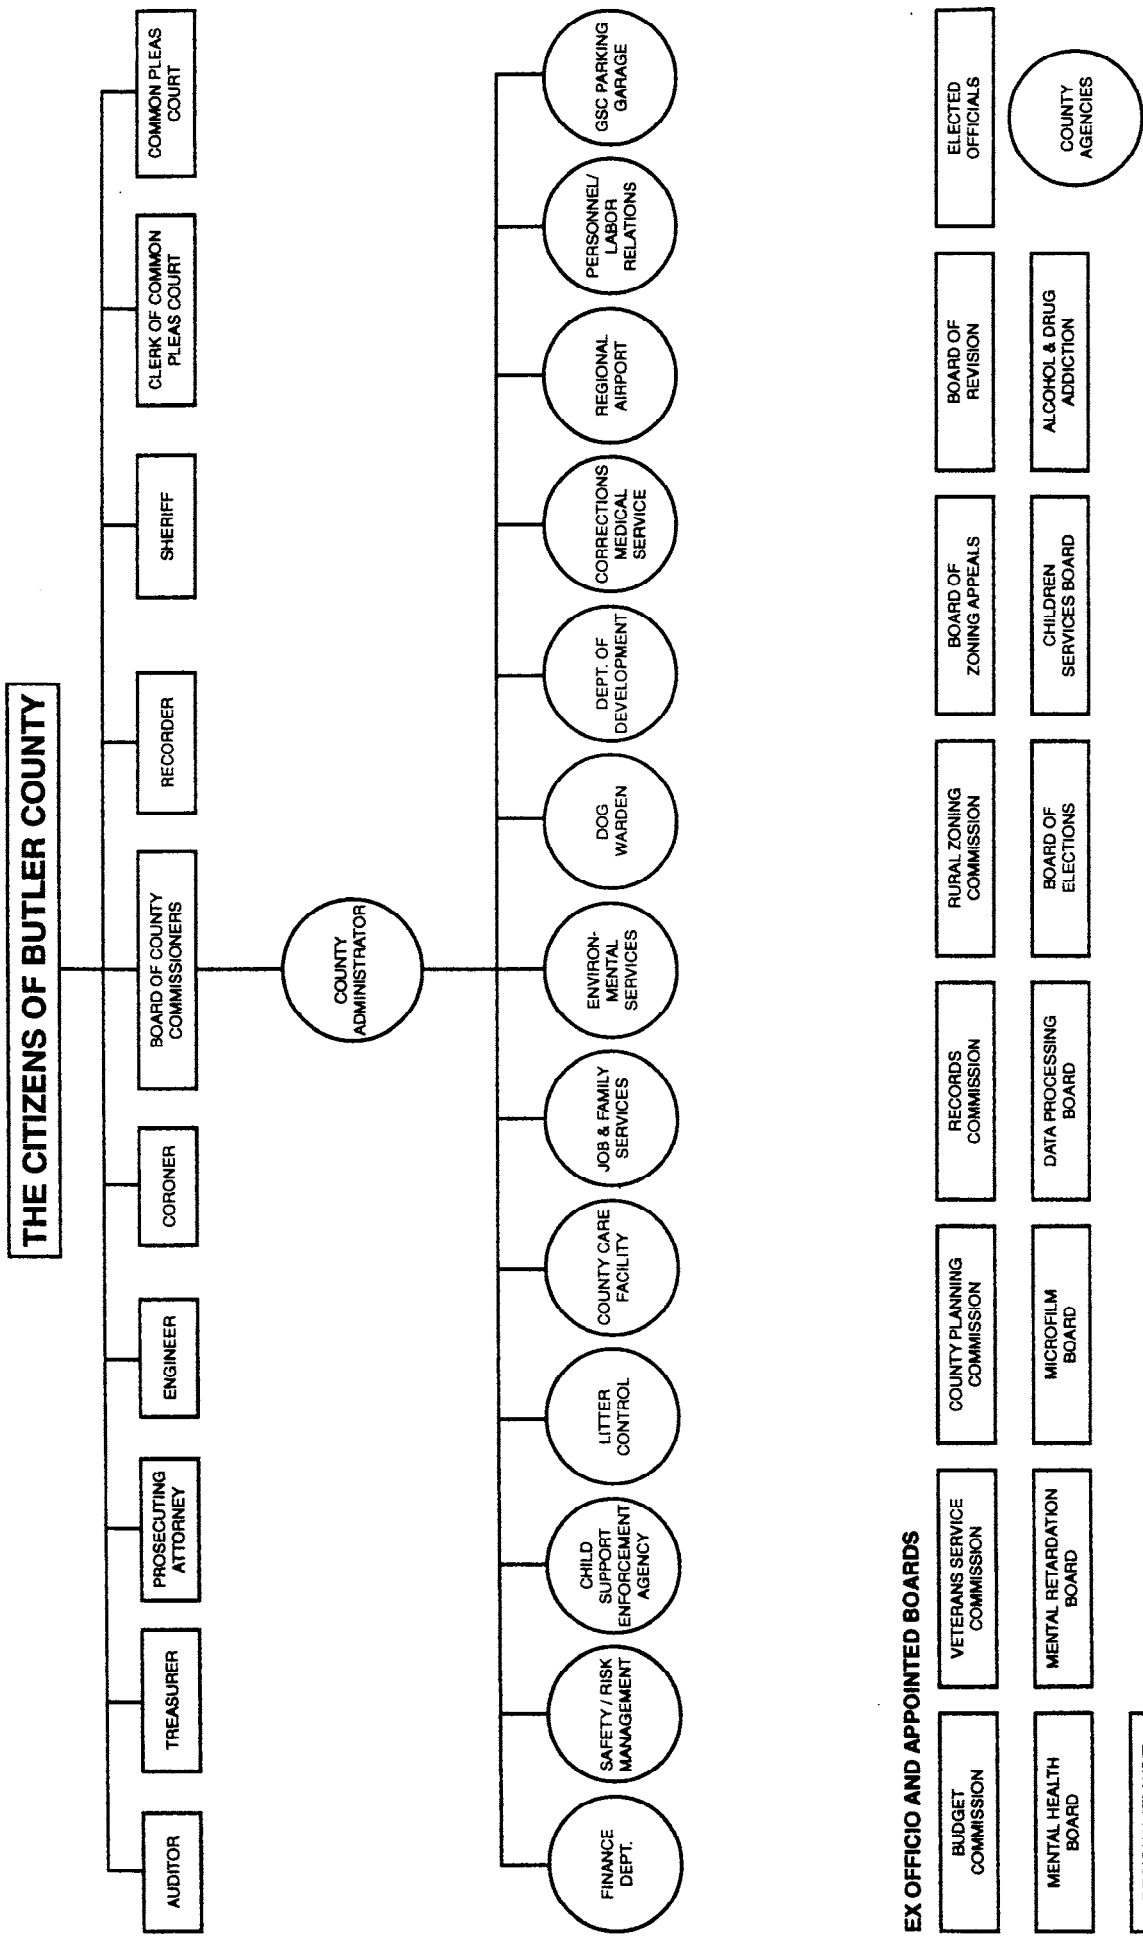 THE CITIZENS OF BUTLER COUNTY
AUDITOR
TREASURER
PROSECUTING
ATTORNEY
ENGINEER
CORONER
BOARD OF COUNTY
COMMISSIONERS
RECORDER
SHERIFF
CLERK OF COMMON
PLEAS COURT
COMMON PLEAS
COURT
COUNTY
ADMINISTRATOR
FINANCE
DEPT.
SAFETY / RISK
MANAGEMENT
CHILD
SUPPORT
ENFORCEMENT
AGENCY
LITTER
CONTROL
COUNTY CARE
FACILITY
JOB & FAMILY
SERVICES
ENVIRON-
MENTAL
SERVICES
DOG
WARDEN
DEPT. OF
DEVELOPMENT
CORRECTIONS
MEDICAL
SERVICE
REGIONAL
AIRPORT
PERSONNEL/
LABOR
RELATIONS
GSC PARKING
GARAGE
EX OFFICIO AND APPOINTED BOARDS
BUDGET
COMMISSION
VETERANS SERVICE
COMMISSION
COUNTY PLANNING
COMMISSION
RECORDS
COMMISSION
RURAL ZONING
COMMISSION
BOARD OF
ZONING APPEALS
BOARD OF
REVISION
ELECTED
OFFICIALS
MENTAL HEALTH
BOARD
MENTAL RETARDATION
BOARD
MICROFILM
BOARD
DATA PROCESSING
BOARD
BOARD OF
ELECTIONS
CHILDREN
SERVICES BOARD
ALCOHOL & DRUG
ADDICTION
COUNTY
AGENCIES